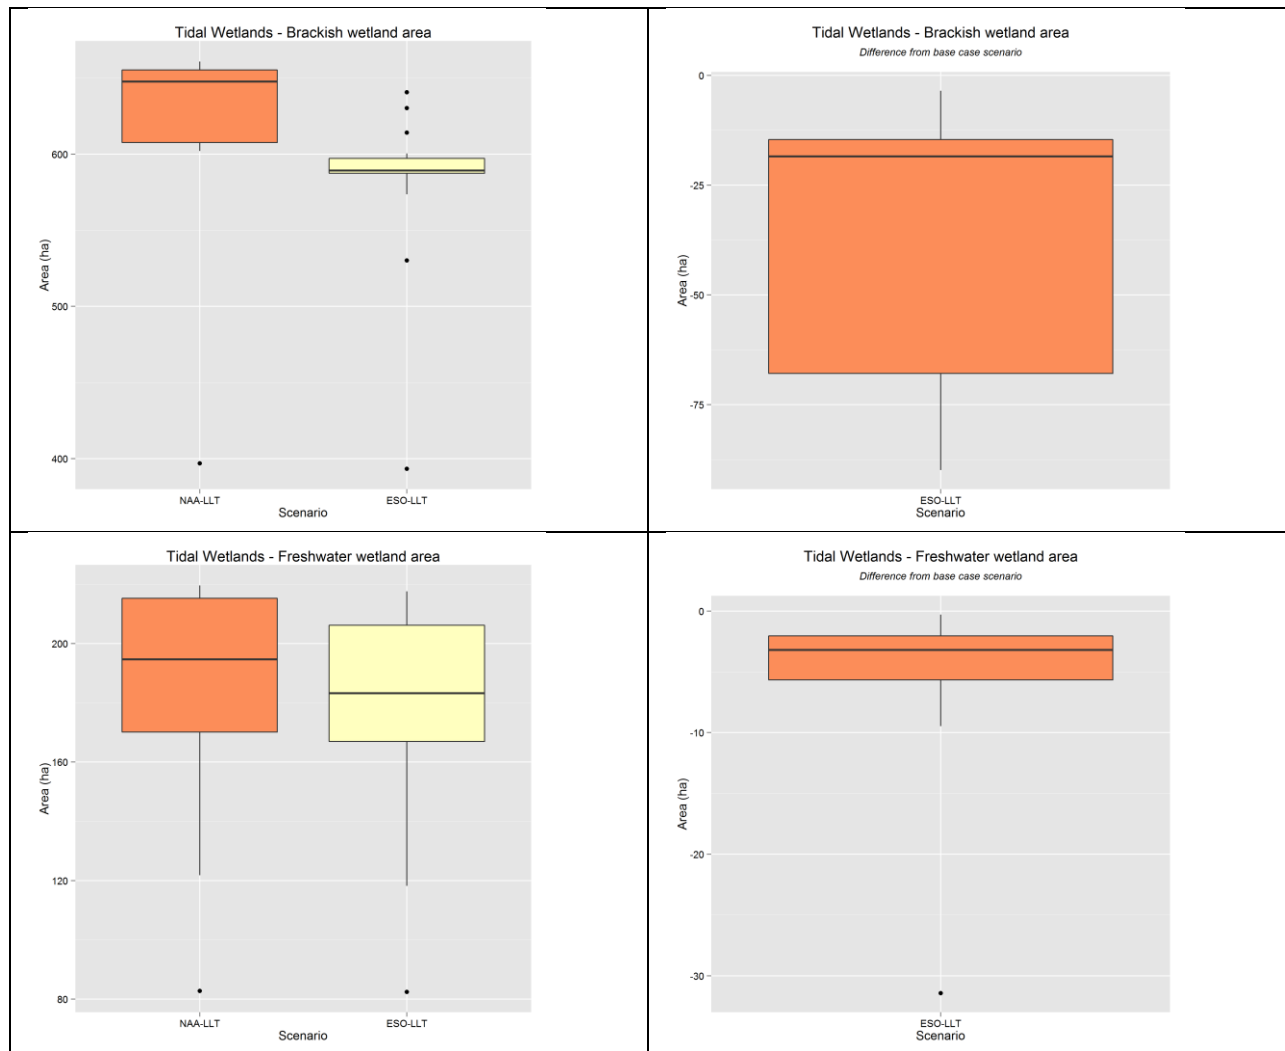 Tidal Wetlands - Brackish wetland area
600
500
400
Area (ha)
NAA-LLT ESO-LLT
Scenario
Tidal Wetlands - Brackish wetland area
Difference from base case scenario
0
-25
-50
-75
Area (ha)
ESO-LLT
Scenario
Tidal Wetlands - Freshwater wetland area
200
160
120
80
Area (ha)
NAA-LLT ESO-LLT
Scenario
Tidal Wetlands - Freshwater wetland area
Difference from base case scenario
0
-10
-20
-30
Area (ha)
ESO-LLT
Scenario